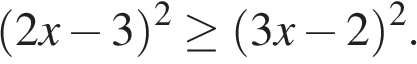 (2x − 3)² ≥ (3x − 2)².